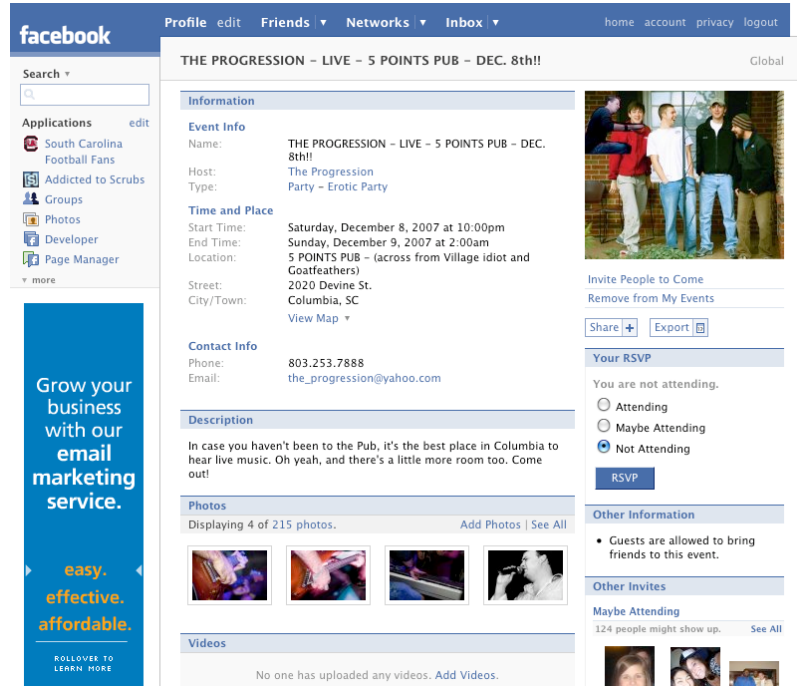 facebook
Profile edit Friends ▼ Networks ▼ Inbox ▼ home account privacy logout
Search ▼
Applications edit
South Carolina
Football Fans
Addicted to Scrubs
Groups
Photos
Developer
Page Manager
▼ more
Grow your
business
with our
email
marketing
service.
easy.
effective.
affordable.
ROLLOVER TO
LEARN MORE
THE PROGRESSION – LIVE – 5 POINTS PUB – DEC. 8th!! Global
Information
Event Info
Name: THE PROGRESSION – LIVE – 5 POINTS PUB – DEC.
8th!!
Host: The Progression
Type: Party – Erotic Party
Time and Place
Start Time: Saturday, December 8, 2007 at 10:00pm
End Time: Sunday, December 9, 2007 at 2:00am
Location: 5 POINTS PUB – (across from Village idiot and
Goatfeathers)
Street: 2020 Devine St.
City/Town: Columbia, SC
View Map ▼
Contact Info
Phone: 803.253.7888
Email: the_progression@yahoo.com
Description
In case you haven't been to the Pub, it's the best place in Columbia to
hear live music. Oh yeah, and there's a little more room too. Come
out!
Photos
Displaying 4 of 215 photos. Add Photos | See All
Videos
No one has uploaded any videos. Add Videos.
Invite People to Come
Remove from My Events
Share + Export
Your RSVP
You are not attending.
Attending
Maybe Attending
Not Attending
RSVP
Other Information
• Guests are allowed to bring
friends to this event.
Other Invites
Maybe Attending
124 people might show up. See All